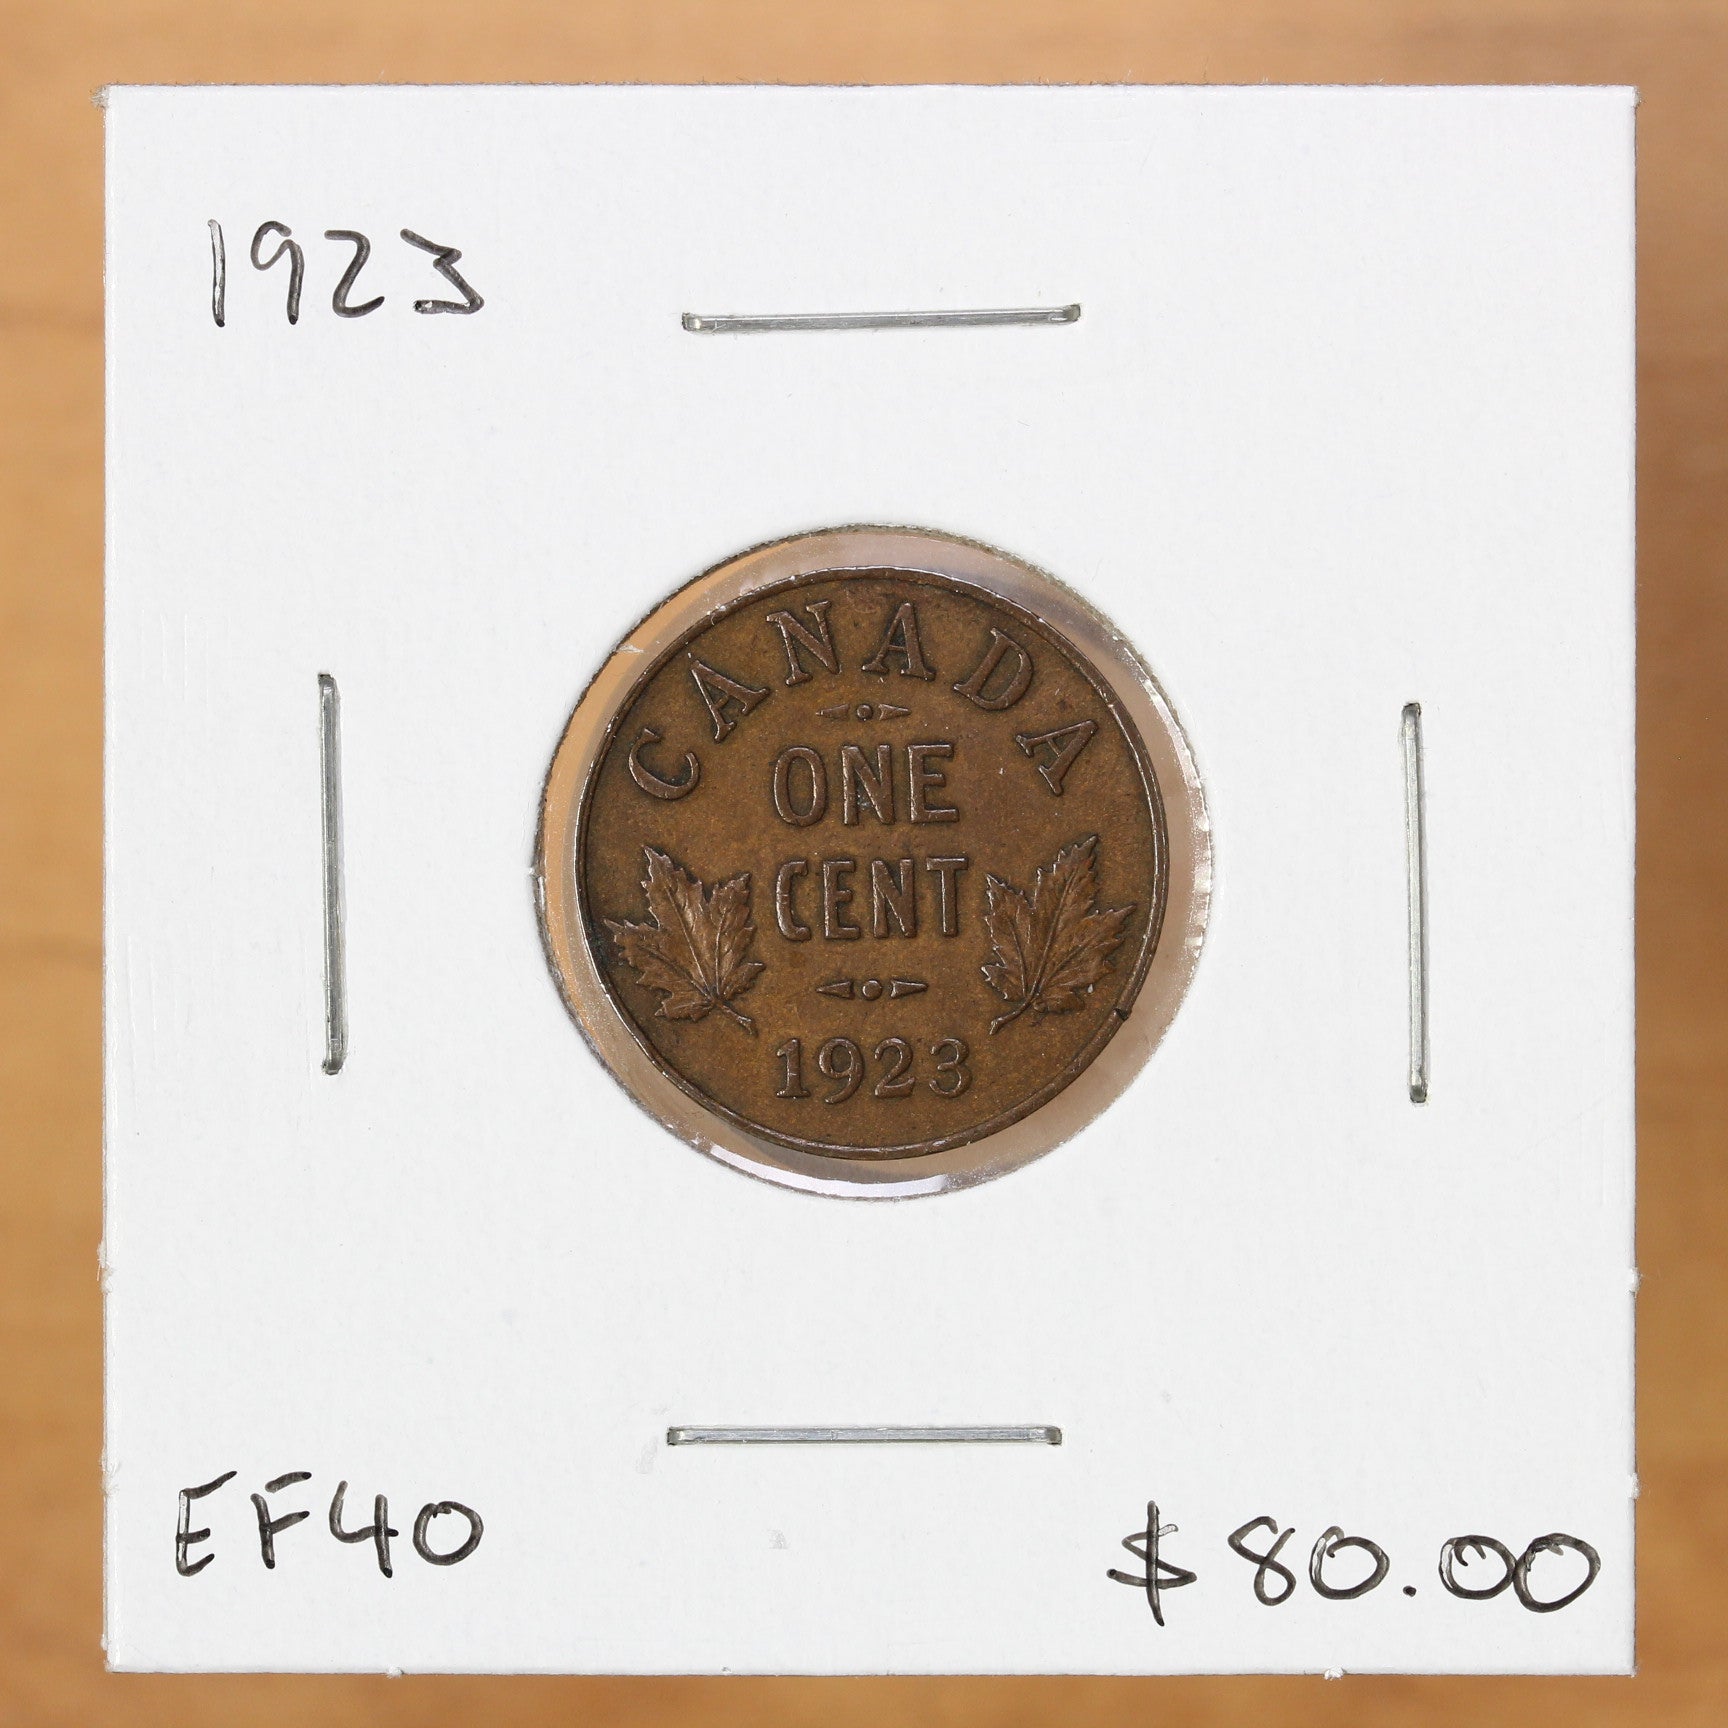 1923
CANADA
ONE
CENT
1923
EF40
$80.00